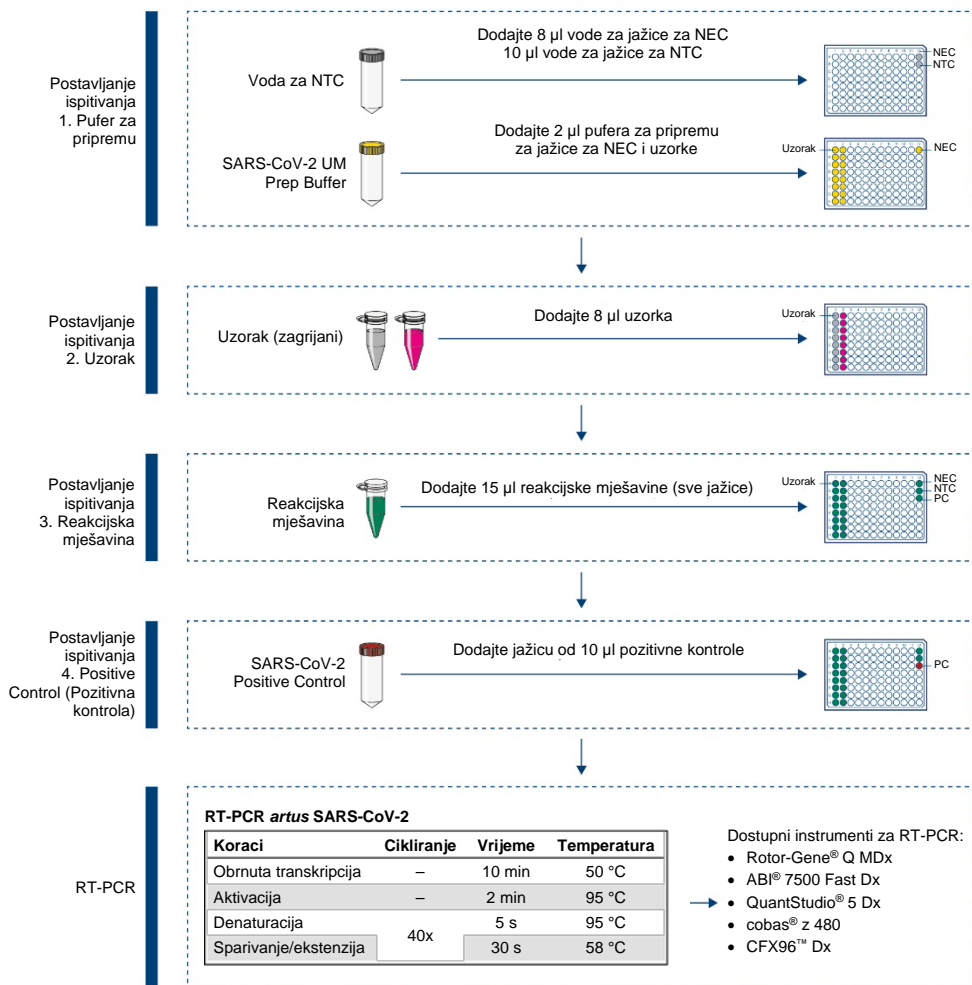 Postavljanje
ispitivanja
1. Pufer za
pripremu
Voda za NTC
Dodajte 8 µl vode za jažice za NEC
10 µl vode za jažice za NTC
NEC
NTC
SARS-CoV-2 UM
Prep Buffer
Dodajte 2 µl pufera za pripremu
za jažice za NEC i uzorke
Uzorak
NEC
Postavljanje
ispitivanja
2. Uzorak
Uzorak (zagrijani)
Dodajte 8 µl uzorka
Uzorak
Postavljanje
ispitivanja
3. Reakcijska
mješavina
Reakcijska
mješavina
Dodajte 15 µl reakcijske mješavine (sve jažice)
Uzorak
NEC
NTC
PC
Postavljanje
ispitivanja
4. Positive
Control (Pozitivna
kontrola)
SARS-CoV-2
Positive Control
Dodajte jažicu od 10 µl pozitivne kontrole
PC
RT-PCR
RT-PCR artus SARS-CoV-2
Koraci Cikliranje Vrijeme Temperatura
Obrnuta transkripcija – 10 min 50 °C
Aktivacija – 2 min 95 °C
Denaturacija 40x 5 s 95 °C
Sparivanje/ekstenzija 30 s 58 °C
Dostupni instrumenti za RT-PCR:
• Rotor-Gene® Q MDx
• ABI® 7500 Fast Dx
• QuantStudio® 5 Dx
• cobas® z 480
• CFX96™ Dx